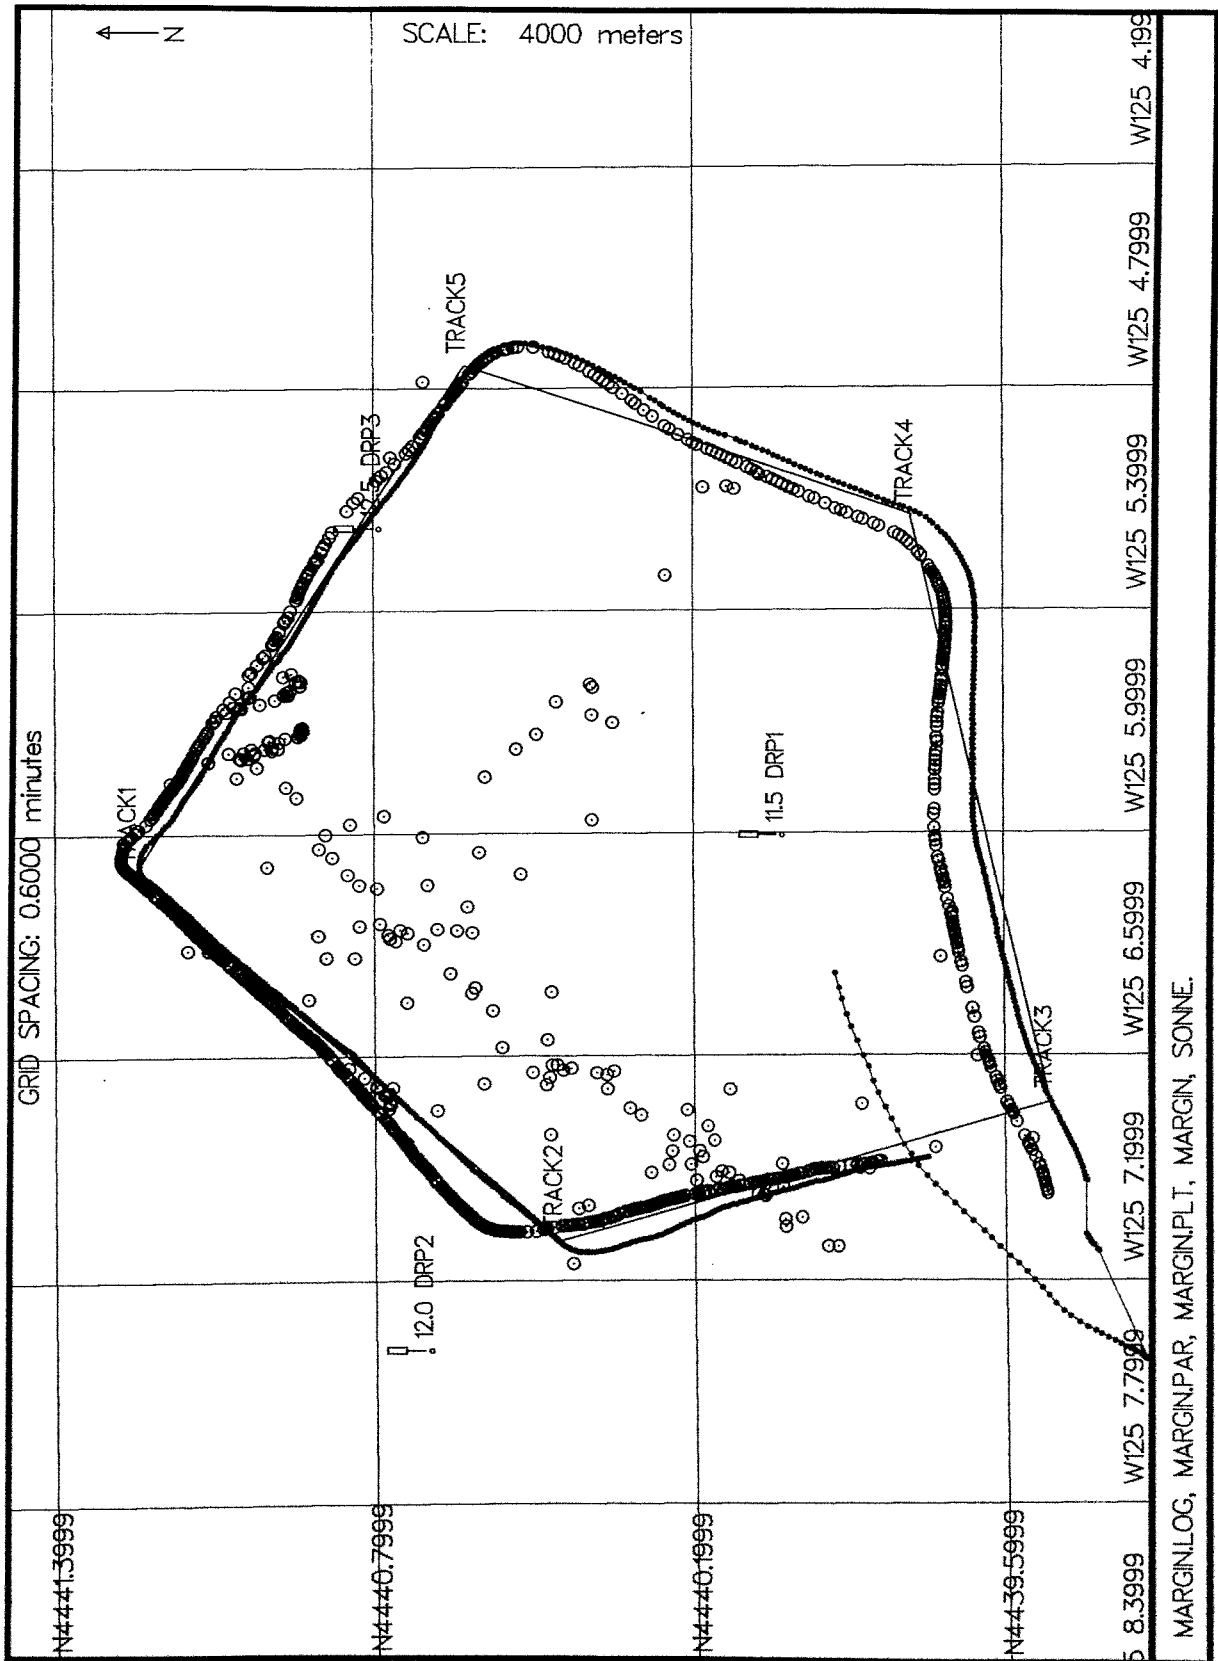 N
SCALE: 4000 meters
GRID SPACING: 0.6000 minutes
N4441.3999
N4440.7999
N4440.1999
N4439.5999
ACK1
TRACK2
TRACK3
TRACK4
TRACK5
11.5 DRP1
12.0 DRP2
DRP3
5 8.3999
W125 7.7999
W125 7.1999
W125 6.5999
W125 5.9999
W125 5.3999
W125 4.7999
W125 4.199
MARGIN.LOG, MARGIN.PAR, MARGIN.PLT, MARGIN, SONNE.